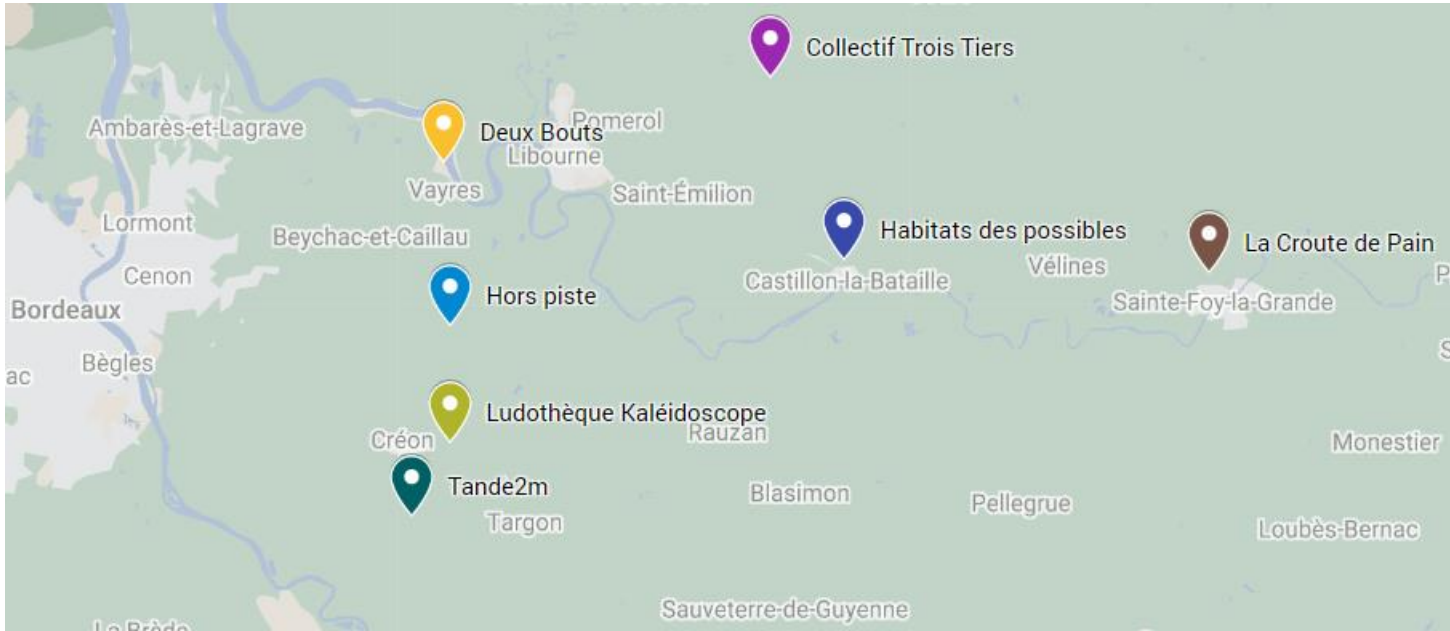 Collectif Trois Tiers
Ambarès-et-Lagrave
Deux Bouts
Pomerol
Libourne
Vayres
Saint-Émilion
Lormont
Beychac-et-Caillau
Habitats des possibles
La Croute de Pain
Cenon
Castillon-la-Bataille
Vélines
Hors piste
Sainte-Foy-la-Grande
Bordeaux
Bègles
Ludothèque Kaléidoscope
Créon
Rauzan
Monestier
Tande2m
Blasimon
Pellegrue
Targon
Loubès-Bernac
Sauveterre-de-Guyenne
La Brède